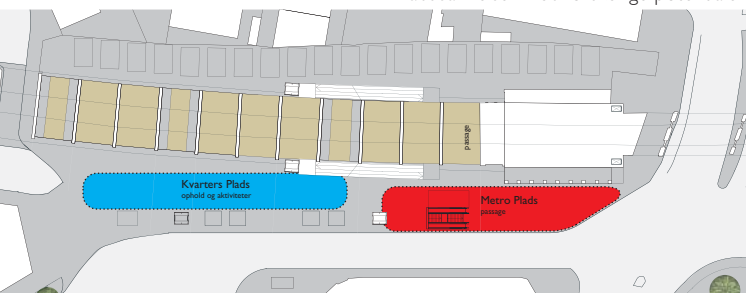 passage
Kvarters Plads
ophold og aktiviteter
Metro Plads
passage